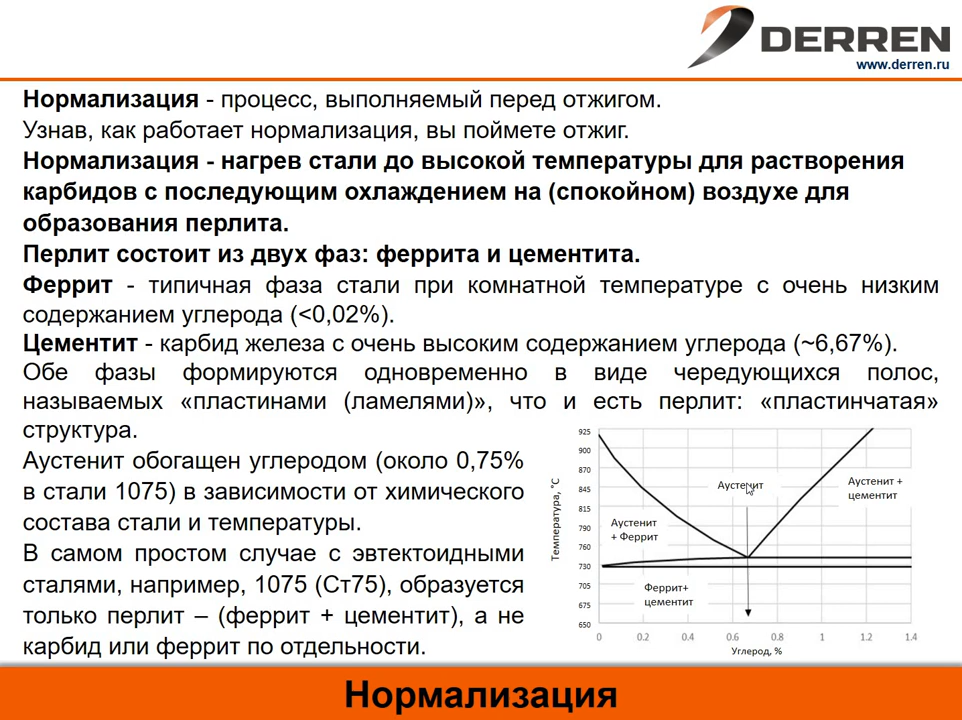 DERREN
www.derren.ru
Нормализация - процесс, выполняемый перед отжигом.
Узнав, как работает нормализация, вы поймете отжиг.
Нормализация - нагрев стали до высокой температуры для растворения
карбидов с последующим охлаждением на (спокойном) воздухе для
образования перлита.
Перлит состоит из двух фаз: феррита и цементита.
Феррит - типичная фаза стали при комнатной температуре с очень низким
содержанием углерода (<0,02%).
Цементит - карбид железа с очень высоким содержанием углерода (~6,67%).
Обе фазы формируются одновременно в виде чередующихся полос,
называемых «пластинами (ламелями)», что и есть перлит: «пластинчатая»
структура.
Аустенит обогащен углеродом (около 0,75%
в стали 1075) в зависимости от химического
состава стали и температуры.
В самом простом случае с эвтектоидными
сталями, например, 1075 (Ст75), образуется
только перлит – (феррит + цементит), а не
карбид или феррит по отдельности.
Температура, °C
925
900
870
845
815
790
760
730
705
675
650
Аустенит
Аустенит +
цементит
Аустенит
+ Феррит
Феррит+
цементит
0
0.2
0.4
0.6
0.8
1
1.2
1.4
Углерод, %
Нормализация